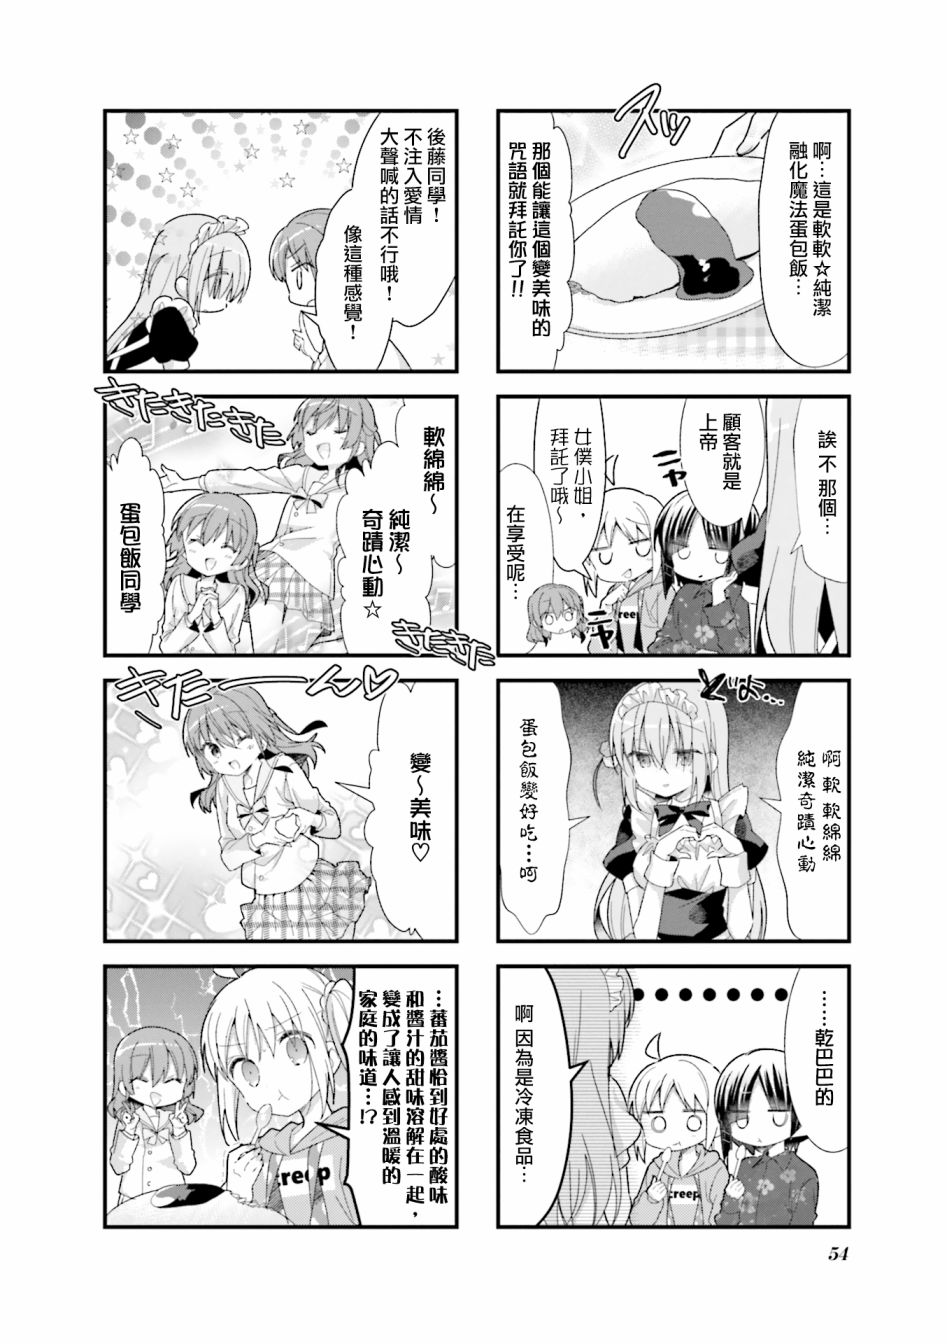 スッ
啊…這是軟軟☆純潔
融化魔法蛋包飯…
那個能讓這個變美味的
咒語就拜託你了!!
誒不 那個…
顧客就是
上帝
ニャ
女僕小姐,
拜託了哦~
在享受呢…
ニヤ
creep
どよ…
啊 軟 軟綿綿
純潔奇蹟心動
蛋包飯變好吃…呵
……乾巴巴的
啊 因為是冷凍食品…
creep
後藤同學!
不注入愛情
大聲喊的話不行哦!
像這種感覺!
きたきたきた
軟綿綿~
純潔~
奇蹟心動☆
蛋包飯同學
きたきた
きたーーん♡
變~美味♡
…蕃茄醬恰到好處的酸味
和醬汁的甜味溶解在一起,
變成了讓人感到溫暖的
家庭的味道…!?
creep
54